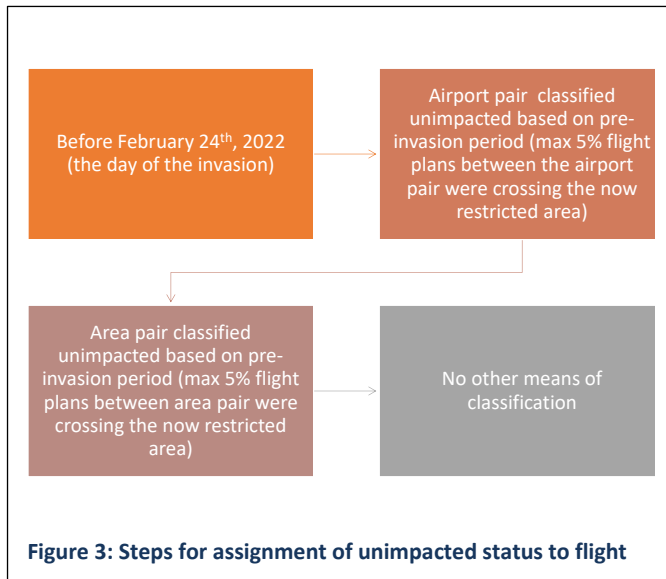 Before February 24th, 2022
(the day of the invasion)
Airport pair classified
unimpacted based on pre-
invasion period (max 5% flight
plans between the airport
pair were crossing the now
restricted area)
Area pair classified
unimpacted based on pre-
invasion period (max 5% flight
plans between area pair were
crossing the now restricted
area)
No other means of
classification
Figure 3: Steps for assignment of unimpacted status to flight